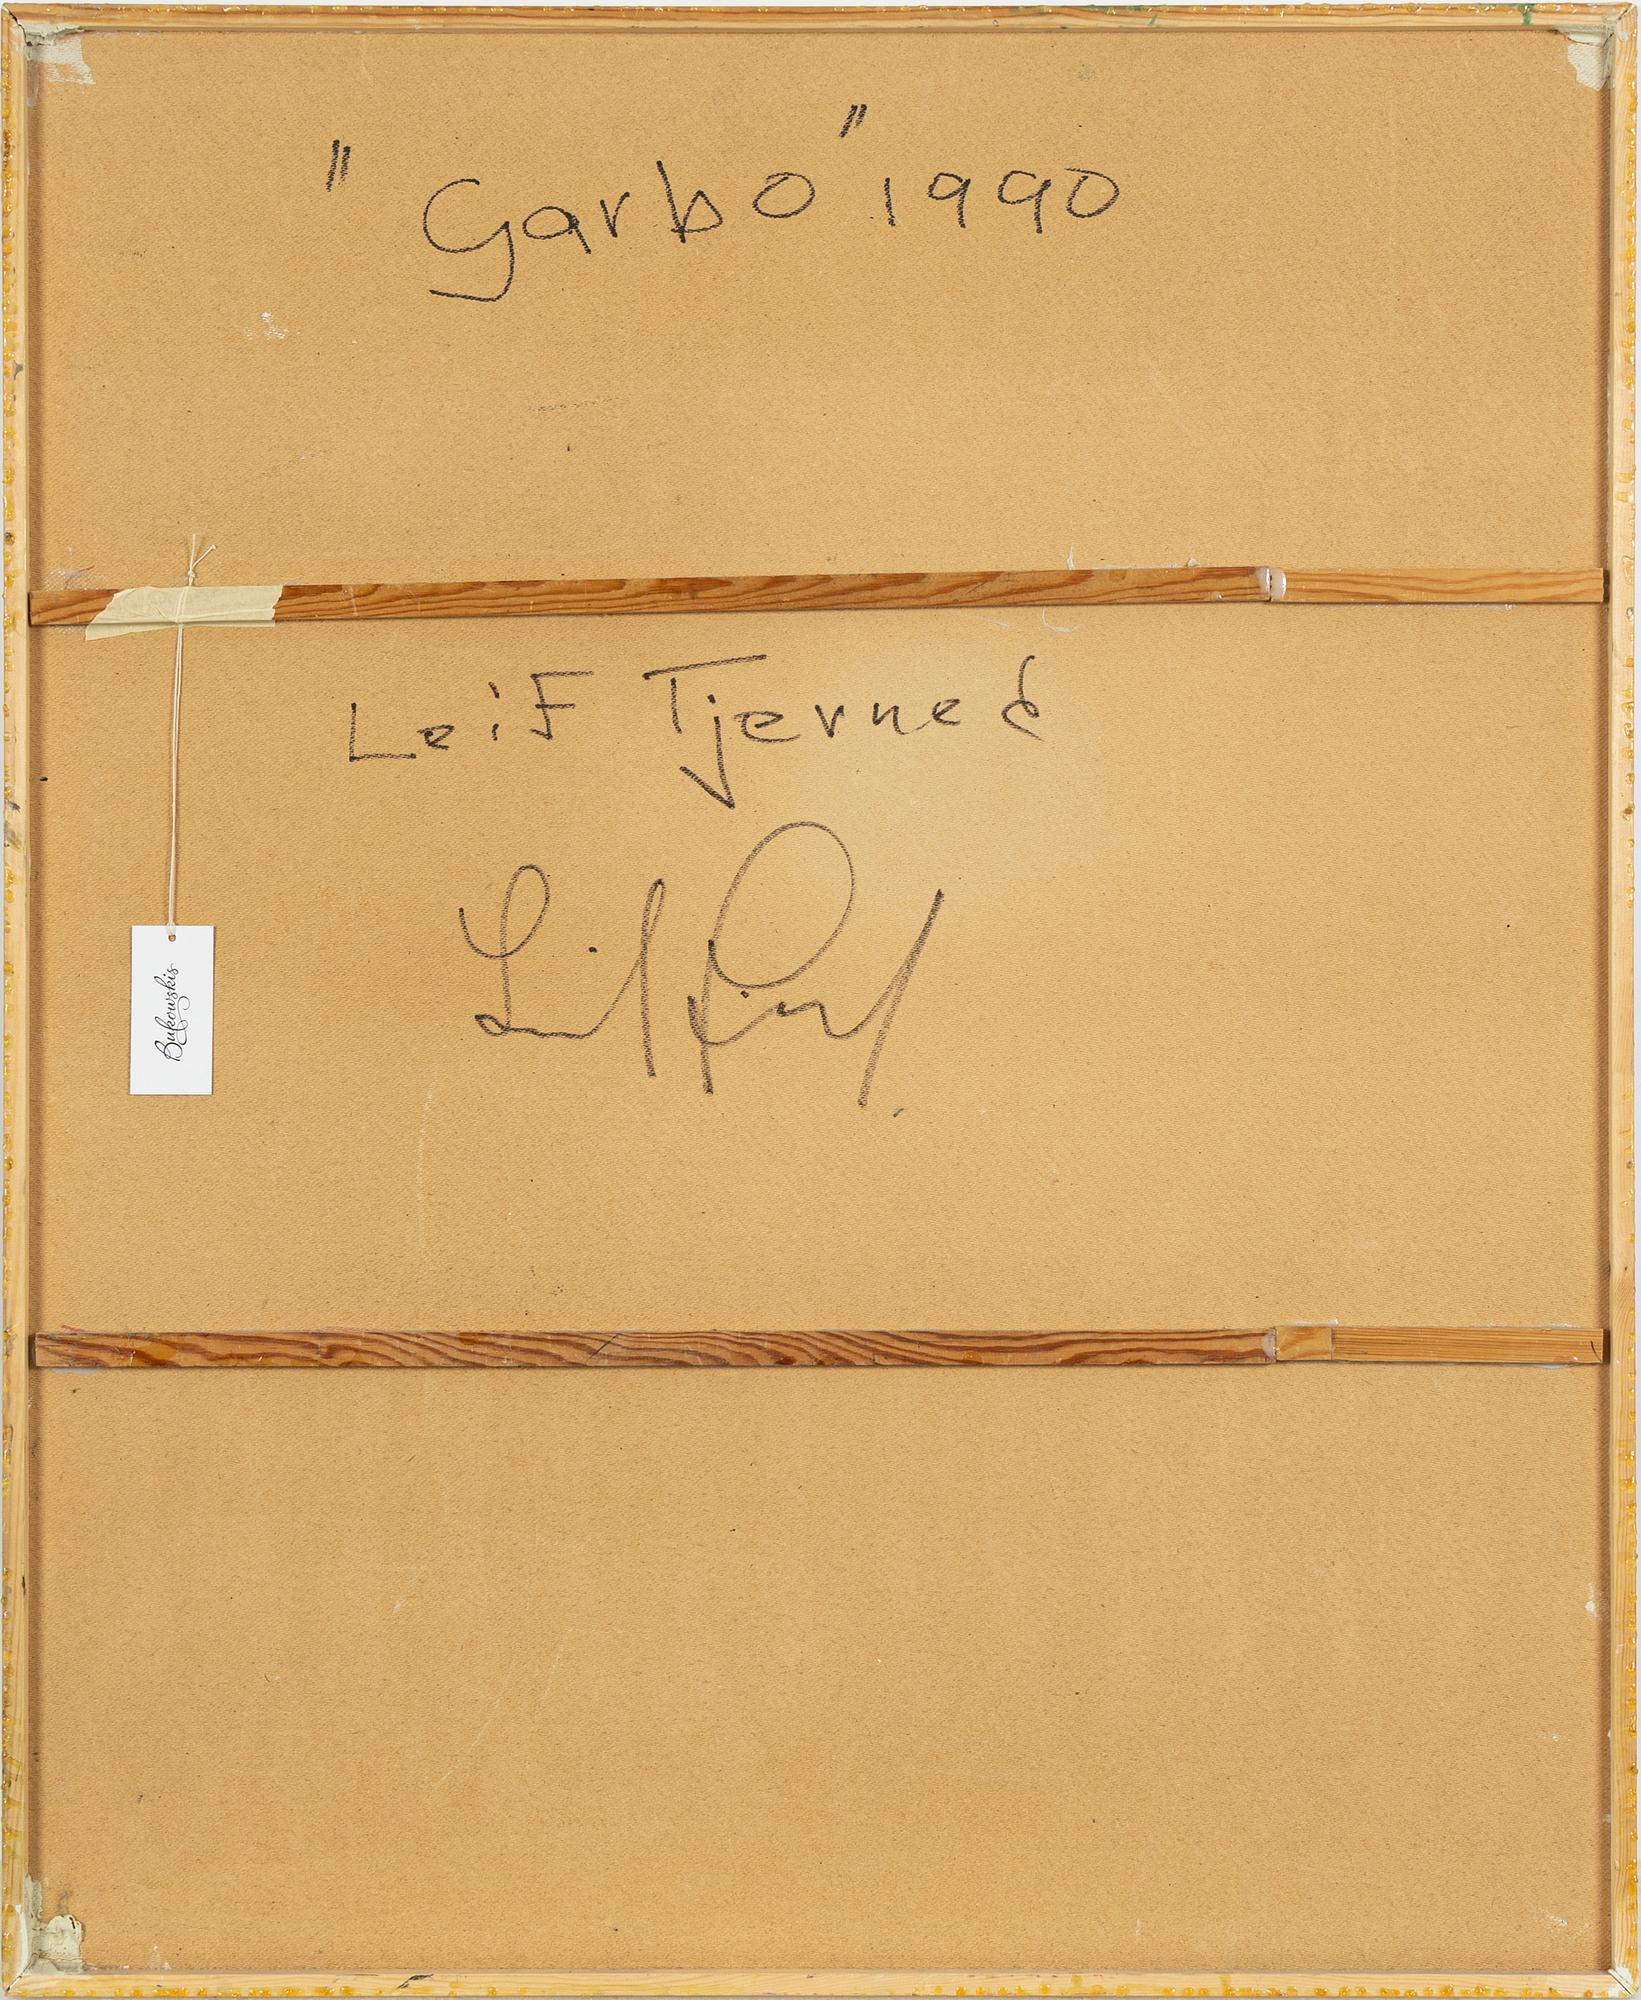 "Garbo" 1990
Leif Tjerned
Bukowskis